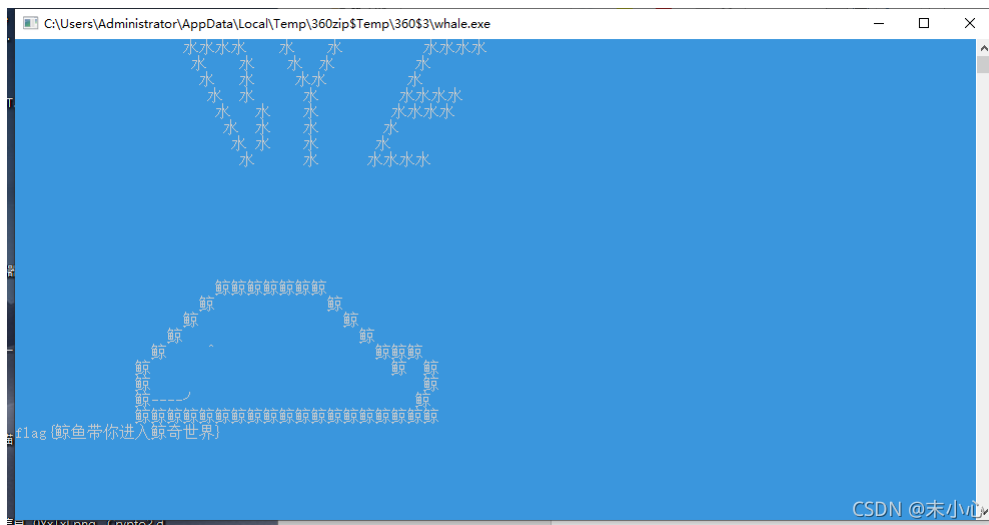 C:\Users\Administrator\AppData\Local\Temp\360zip$Temp\360$3\whale.exe
水水水水 水 水 水水水水
水 水 水 水 水
水 水 水水 水
水 水 水 水水水水
水 水 水 水水水水
水 水 水 水
水 水 水 水
水 水 水水水水
鲸鲸鲸鲸鲸鲸鲸
鲸 鲸
鲸 鲸
鲸 鲸
鲸 ^ 鲸鲸鲸
鲸 鲸 鲸
鲸 鲸
鲸----╯ 鲸
鲸鲸鲸鲸鲸鲸鲸鲸鲸鲸鲸鲸鲸鲸鲸鲸鲸鲸鲸
flag{鲸鱼带你进入鲸奇世界}
CSDN @末小心